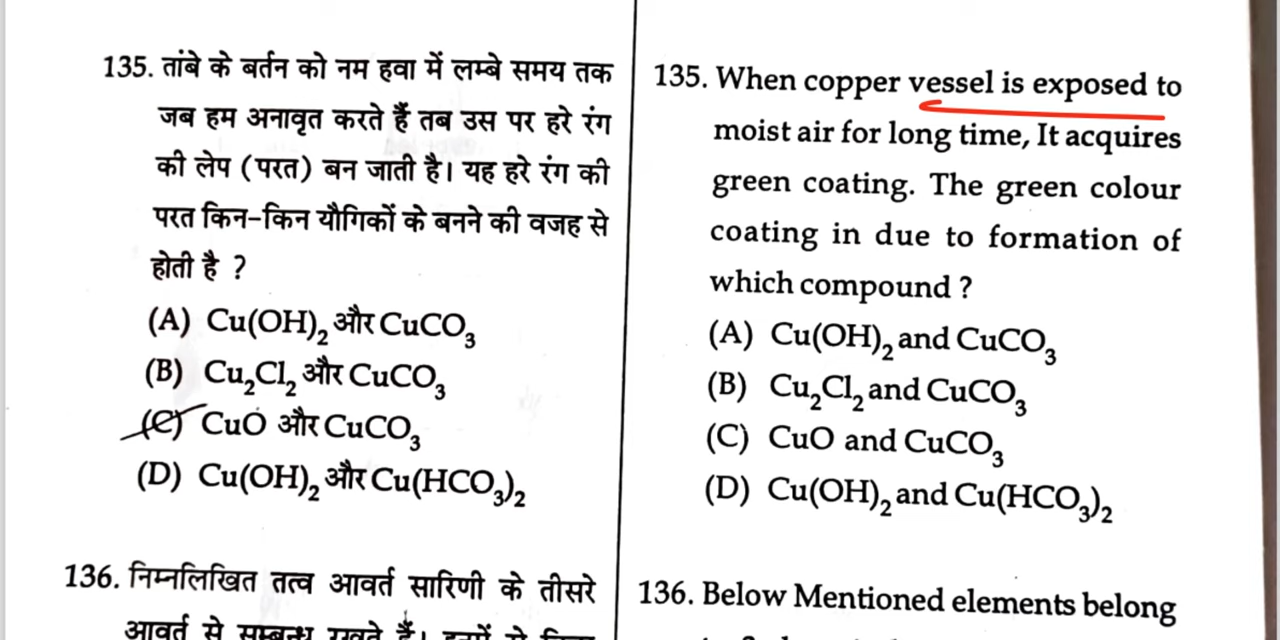 135. तांबे के बर्तन को नम हवा में लम्बे समय तक
जब हम अनावृत करते हैं तब उस पर हरे रंग
की लेप (परत) बन जाती है। यह हरे रंग की
परत किन-किन यौगिकों के बनने की वजह से
होती है ?
(A) Cu(OH)₂ और CuCO₃
(B) Cu₂Cl₂ और CuCO₃
(C) CuO और CuCO₃
(D) Cu(OH)₂ और Cu(HCO₃)₂
136. निम्नलिखित तत्व आवर्त सारिणी के तीसरे
आवर्त से सम्बन्ध रखते हैं।
135. When copper vessel is exposed to
moist air for long time, It acquires
green coating. The green colour
coating in due to formation of
which compound ?
(A) Cu(OH)₂ and CuCO₃
(B) Cu₂Cl₂ and CuCO₃
(C) CuO and CuCO₃
(D) Cu(OH)₂ and Cu(HCO₃)₂
136. Below Mentioned elements belong